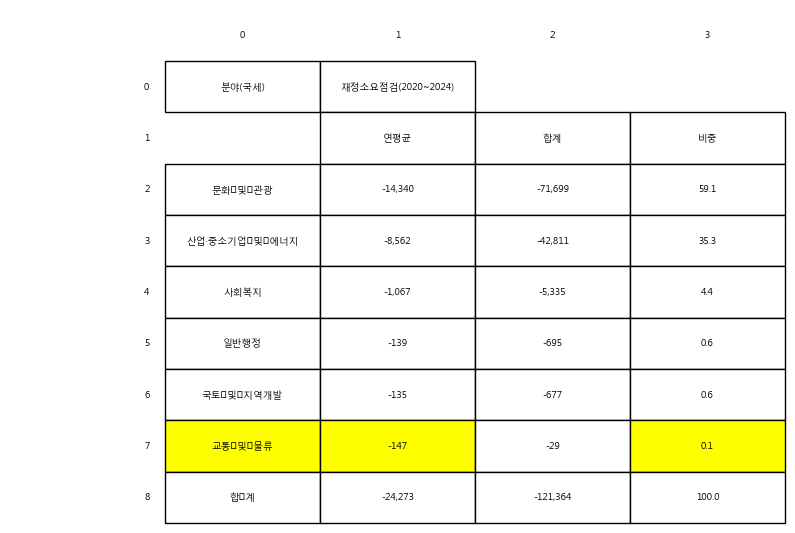 0 1 2 3
0 분야(국세) 재정소요점검(2020~2024)
1 연평균 합계 비중
2 문화□및□관광 -14,340 -71,699 59.1
3 산업·중소기업□및□에너지 -8,562 -42,811 35.3
4 사회복지 -1,067 -5,335 4.4
5 일반행정 -139 -695 0.6
6 국토□및□지역개발 -135 -677 0.6
7 교통□및□물류 -147 -29 0.1
8 합□계 -24,273 -121,364 100.0